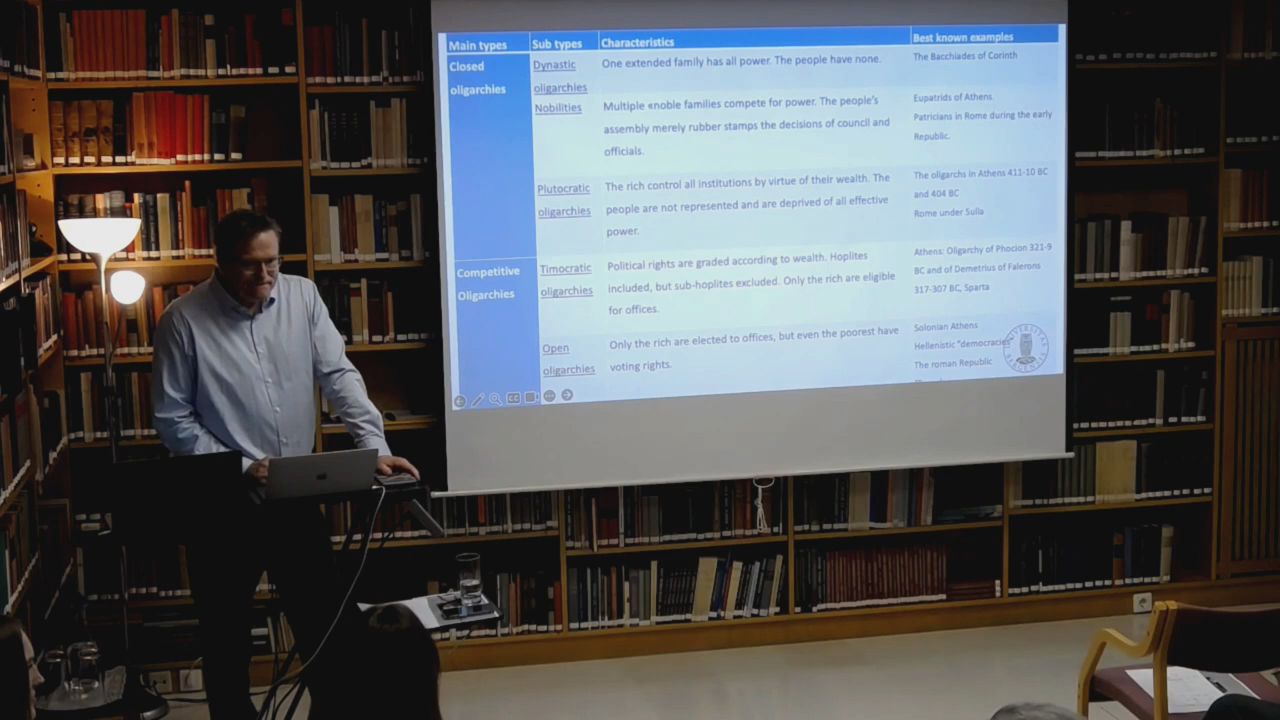 Main types Sub types Characteristics Best known examples
Closed
oligarchies
Dynastic
oligarchies
One extended family has all power. The people have none.
The Bacchiades of Corinth
Nobilities
Multiple «noble families compete for power. The people's
assembly merely rubber stamps the decisions of council and
officials.
Eupatrids of Athens.
Patricians in Rome during the early
Republic.
Plutocratic
oligarchies
The rich control all institutions by virtue of their wealth. The
people are not represented and are deprived of all effective
power.
The oligarchs in Athens 411-10 BC
and 404 BC
Rome under Sulla
Competitive
Oligarchies
Timocratic
oligarchies
Political rights are graded according to wealth. Hoplites
included, but sub-hoplites excluded. Only the rich are eligible
for offices.
Athens: Oligarchy of Phocion 321-9
BC and of Demetrius of Falerons
317-307 BC, Sparta
Open
oligarchies
Only the rich are elected to offices, but even the poorest have
voting rights.
Solonian Athens
Hellenistic "democracies
The roman Republic
UNIVERSITAS
BERGENSIS
CC